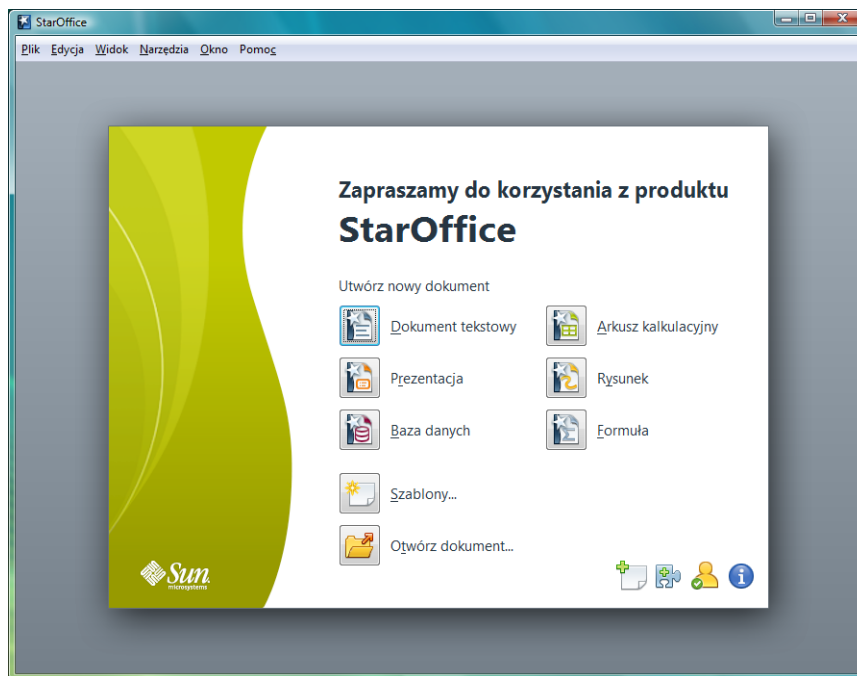 StarOffice
Plik Edycja Widok Narzędzia Okno Pomoc
Zapraszamy do korzystania z produktu
StarOffice
Utwórz nowy dokument
Dokument tekstowy
Arkusz kalkulacyjny
Prezentacja
Rysunek
Baza danych
Formuła
Szablony...
Otwórz dokument...
Sun
microsystems